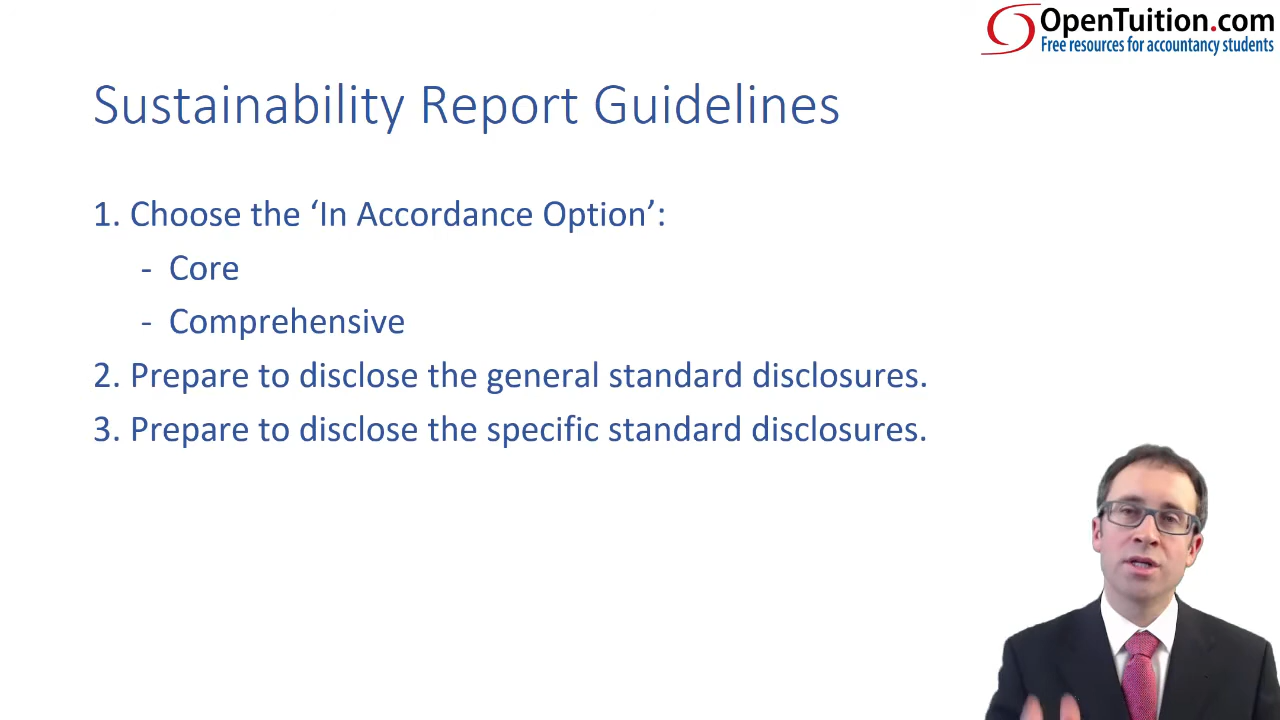 OpenTuition.com
Free resources for accountancy students
Sustainability Report Guidelines
1. Choose the ‘In Accordance Option’:
- Core
- Comprehensive
2. Prepare to disclose the general standard disclosures.
3. Prepare to disclose the specific standard disclosures.